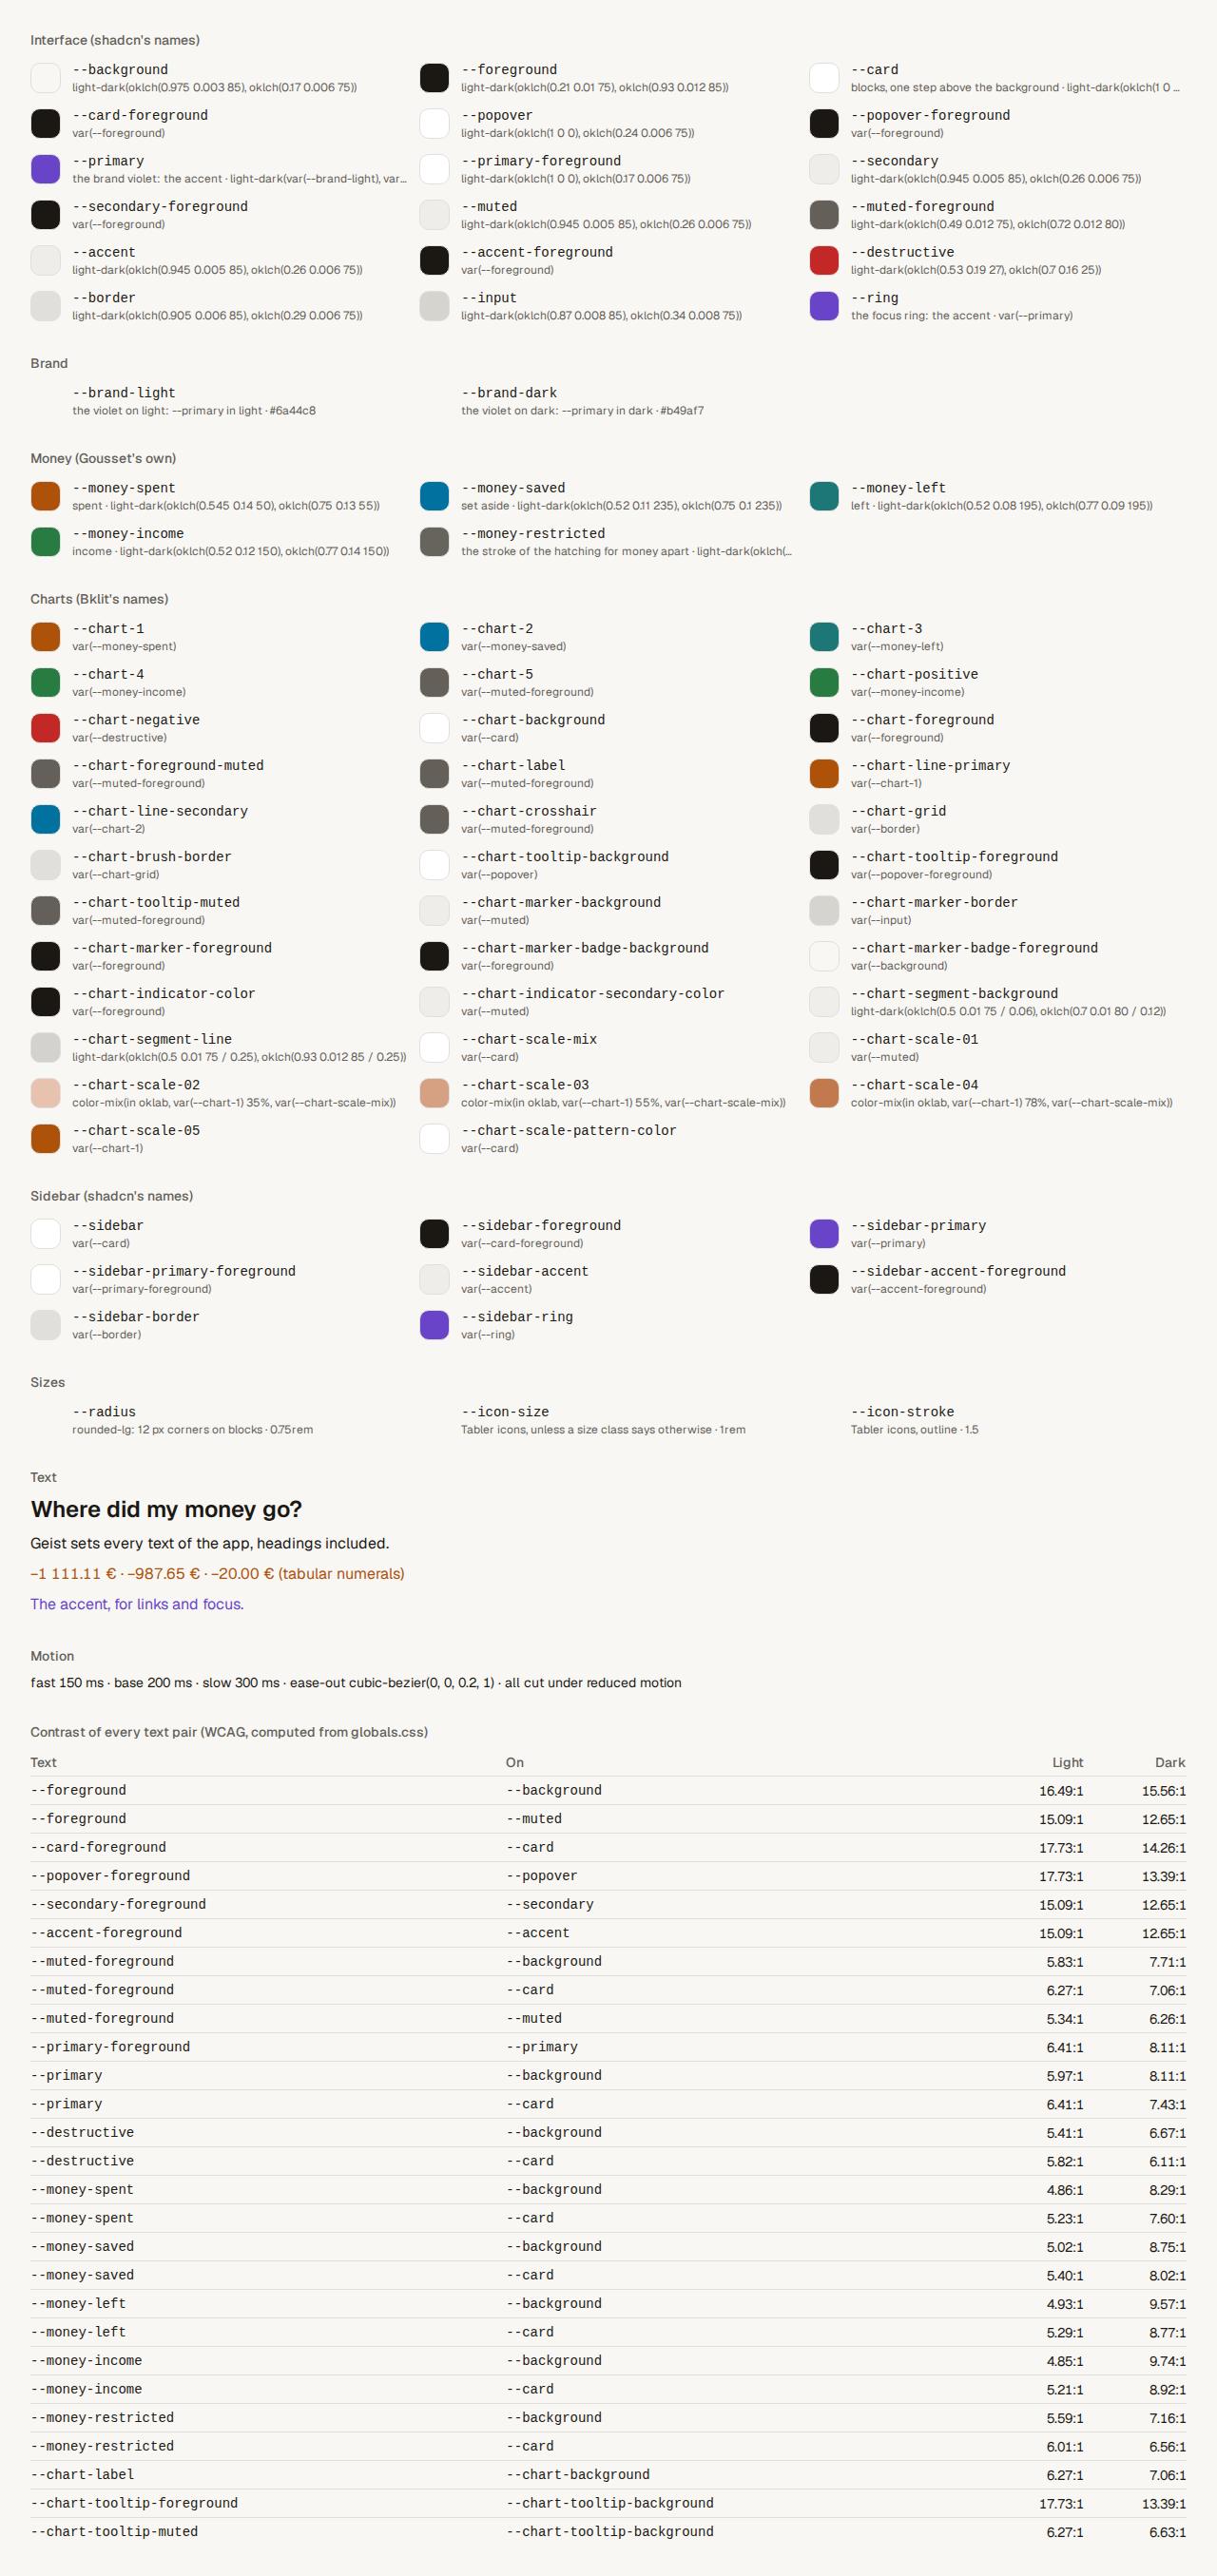 Interface (shadcn's names)
--background
light-dark(oklch(0.975 0.003 85), oklch(0.17 0.006 75))
--foreground
light-dark(oklch(0.21 0.01 75), oklch(0.93 0.012 85))
--card
blocks, one step above the background · light-dark(oklch(1 0 ...
--card-foreground
var(--foreground)
--popover
light-dark(oklch(1 0 0), oklch(0.24 0.006 75))
--popover-foreground
var(--foreground)
--primary
the brand violet: the accent · light-dark(var(--brand-light), var...
--primary-foreground
light-dark(oklch(1 0 0), oklch(0.17 0.006 75))
--secondary
light-dark(oklch(0.945 0.005 85), oklch(0.26 0.006 75))
--secondary-foreground
var(--foreground)
--muted
light-dark(oklch(0.945 0.005 85), oklch(0.26 0.006 75))
--muted-foreground
light-dark(oklch(0.49 0.012 75), oklch(0.72 0.012 80))
--accent
light-dark(oklch(0.945 0.005 85), oklch(0.26 0.006 75))
--accent-foreground
var(--foreground)
--destructive
light-dark(oklch(0.53 0.19 27), oklch(0.7 0.16 25))
--border
light-dark(oklch(0.905 0.006 85), oklch(0.29 0.006 75))
--input
light-dark(oklch(0.87 0.008 85), oklch(0.34 0.008 75))
--ring
the focus ring: the accent · var(--primary)
Brand
--brand-light
the violet on light: --primary in light · #6a44c8
--brand-dark
the violet on dark: --primary in dark · #b49af7
Money (Gousset's own)
--money-spent
spent · light-dark(oklch(0.545 0.14 50), oklch(0.75 0.13 55))
--money-saved
set aside · light-dark(oklch(0.52 0.11 235), oklch(0.75 0.1 235))
--money-left
left · light-dark(oklch(0.52 0.08 195), oklch(0.77 0.09 195))
--money-income
income · light-dark(oklch(0.52 0.12 150), oklch(0.77 0.14 150))
--money-restricted
the stroke of the hatching for money apart · light-dark(oklch(...
Charts (Bklit's names)
--chart-1
var(--money-spent)
--chart-2
var(--money-saved)
--chart-3
var(--money-left)
--chart-4
var(--money-income)
--chart-5
var(--muted-foreground)
--chart-positive
var(--money-income)
--chart-negative
var(--destructive)
--chart-background
var(--card)
--chart-foreground
var(--foreground)
--chart-foreground-muted
var(--muted-foreground)
--chart-label
var(--muted-foreground)
--chart-line-primary
var(--chart-1)
--chart-line-secondary
var(--chart-2)
--chart-crosshair
var(--muted-foreground)
--chart-grid
var(--border)
--chart-brush-border
var(--chart-grid)
--chart-tooltip-background
var(--popover)
--chart-tooltip-foreground
var(--popover-foreground)
--chart-tooltip-muted
var(--muted-foreground)
--chart-marker-background
var(--muted)
--chart-marker-border
var(--input)
--chart-marker-foreground
var(--foreground)
--chart-marker-badge-background
var(--foreground)
--chart-marker-badge-foreground
var(--background)
--chart-indicator-color
var(--foreground)
--chart-indicator-secondary-color
var(--muted)
--chart-segment-background
light-dark(oklch(0.5 0.01 75 / 0.06), oklch(0.7 0.01 80 / 0.12))
--chart-segment-line
light-dark(oklch(0.5 0.01 75 / 0.25), oklch(0.93 0.012 85 / 0.25))
--chart-scale-mix
var(--card)
--chart-scale-01
var(--muted)
--chart-scale-02
color-mix(in oklab, var(--chart-1) 35%, var(--chart-scale-mix))
--chart-scale-03
color-mix(in oklab, var(--chart-1) 55%, var(--chart-scale-mix))
--chart-scale-04
color-mix(in oklab, var(--chart-1) 78%, var(--chart-scale-mix))
--chart-scale-05
var(--chart-1)
--chart-scale-pattern-color
var(--card)
Sidebar (shadcn's names)
--sidebar
var(--card)
--sidebar-foreground
var(--card-foreground)
--sidebar-primary
var(--primary)
--sidebar-primary-foreground
var(--primary-foreground)
--sidebar-accent
var(--accent)
--sidebar-accent-foreground
var(--accent-foreground)
--sidebar-border
var(--border)
--sidebar-ring
var(--ring)
Sizes
--radius
rounded-lg: 12 px corners on blocks · 0.75rem
--icon-size
Tabler icons, unless a size class says otherwise · 1rem
--icon-stroke
Tabler icons, outline · 1.5
Text
Where did my money go?
Geist sets every text of the app, headings included.
−1 111.11 € · −987.65 € · −20.00 € (tabular numerals)
The accent, for links and focus.
Motion
fast 150 ms · base 200 ms · slow 300 ms · ease-out cubic-bezier(0, 0, 0.2, 1) · all cut under reduced motion
Contrast of every text pair (WCAG, computed from globals.css)
Text On Light Dark
--foreground --background 16.49:1 15.56:1
--foreground --muted 15.09:1 12.65:1
--card-foreground --card 17.73:1 14.26:1
--popover-foreground --popover 17.73:1 13.39:1
--secondary-foreground --secondary 15.09:1 12.65:1
--accent-foreground --accent 15.09:1 12.65:1
--muted-foreground --background 5.83:1 7.71:1
--muted-foreground --card 6.27:1 7.06:1
--muted-foreground --muted 5.34:1 6.26:1
--primary-foreground --primary 6.41:1 8.11:1
--primary --background 5.97:1 8.11:1
--primary --card 6.41:1 7.43:1
--destructive --background 5.41:1 6.67:1
--destructive --card 5.82:1 6.11:1
--money-spent --background 4.86:1 8.29:1
--money-spent --card 5.23:1 7.60:1
--money-saved --background 5.02:1 8.75:1
--money-saved --card 5.40:1 8.02:1
--money-left --background 4.93:1 9.57:1
--money-left --card 5.29:1 8.77:1
--money-income --background 4.85:1 9.74:1
--money-income --card 5.21:1 8.92:1
--money-restricted --background 5.59:1 7.16:1
--money-restricted --card 6.01:1 6.56:1
--chart-label --chart-background 6.27:1 7.06:1
--chart-tooltip-foreground --chart-tooltip-background 17.73:1 13.39:1
--chart-tooltip-muted --chart-tooltip-background 6.27:1 6.63:1